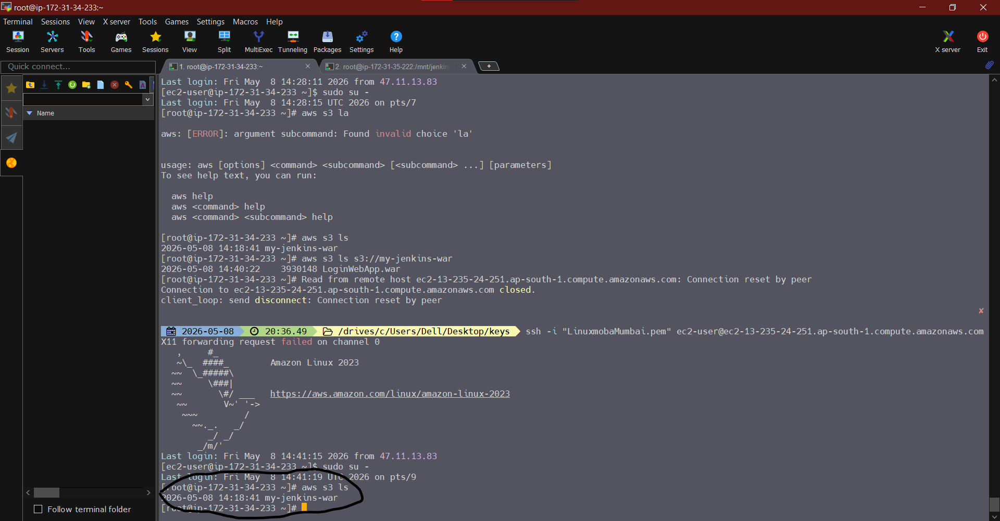 root@ip-172-31-34-233:~
Terminal Sessions View X server Tools Games Settings Macros Help
Session Servers Tools Games Sessions View Split MultiExec Tunneling Packages Settings Help X server Exit
Quick connect...
1. root@ip-172-31-34-233:~
2. root@ip-172-31-35-222:/mnt/jenkin
Name
Last login: Fri May  8 14:28:11 2026 from 47.11.13.83
[ec2-user@ip-172-31-34-233 ~]$ sudo su -
Last login: Fri May  8 14:28:15 UTC 2026 on pts/7
[root@ip-172-31-34-233 ~]# aws s3 la
aws: [ERROR]: argument subcommand: Found invalid choice 'la'
usage: aws [options] <command> <subcommand> [<subcommand> ...] [parameters]
To see help text, you can run:
aws help
aws <command> help
aws <command> <subcommand> help
[root@ip-172-31-34-233 ~]# aws s3 ls
2026-05-08 14:18:41 my-jenkins-war
[root@ip-172-31-34-233 ~]# aws s3 ls s3://my-jenkins-war
2026-05-08 14:40:22    3930148 LoginWebApp.war
[root@ip-172-31-34-233 ~]# Read from remote host ec2-13-235-24-251.ap-south-1.compute.amazonaws.com: Connection reset by peer
Connection to ec2-13-235-24-251.ap-south-1.compute.amazonaws.com closed.
client_loop: send disconnect: Connection reset by peer
2026-05-08 20:36.49 /drives/c/Users/Dell/Desktop/keys ssh -i "LinuxmobaMumbai.pem" ec2-user@ec2-13-235-24-251.ap-south-1.compute.amazonaws.com
X11 forwarding request failed on channel 0
   ,     #_
   ~\_  ####_        Amazon Linux 2023
  ~~  \_#####\
  ~~     \###|
  ~~       \#/ ___   https://aws.amazon.com/linux/amazon-linux-2023
   ~~       V~' '->
    ~~~         /
      ~~._.   _/
         _/ _/
       _/m/'
Last login: Fri May  8 14:41:15 2026 from 47.11.13.83
[ec2-user@ip-172-31-34-233 ~]$ sudo su -
Last login: Fri May  8 14:41:19 UTC 2026 on pts/9
[root@ip-172-31-34-233 ~]# aws s3 ls
2026-05-08 14:18:41 my-jenkins-war
[root@ip-172-31-34-233 ~]#
Follow terminal folder